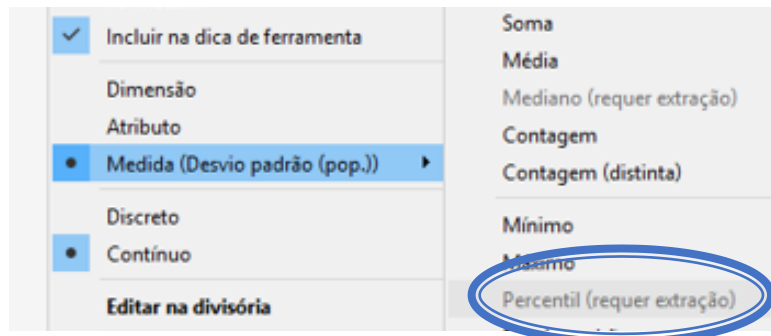 Incluir na dica de ferramenta
Dimensão
Atributo
Medida (Desvio padrão (pop.))
Discreto
Contínuo
Editar na divisória
Soma
Média
Mediano (requer extração)
Contagem
Contagem (distinta)
Mínimo
Máximo
Percentil (requer extração)